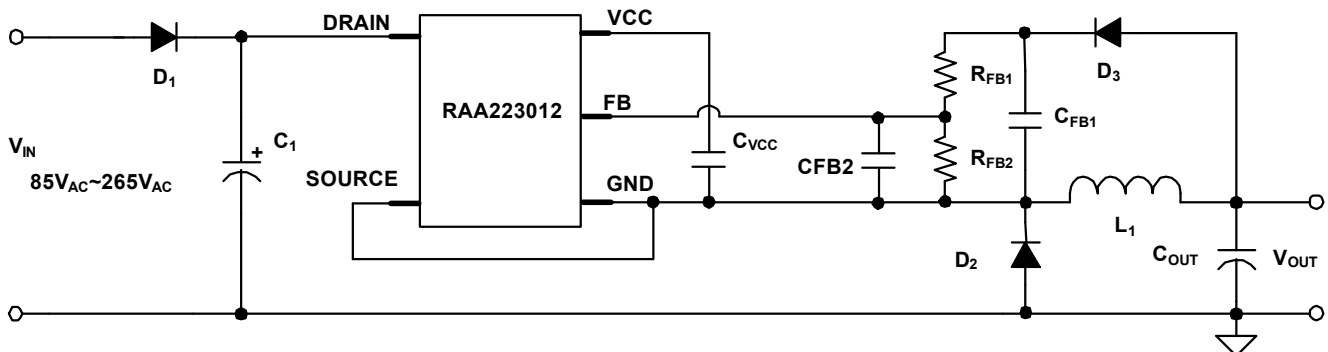 DRAIN
VCC
D₁
RAA223012
FB
RFB1
D₃
CFB1
VIN
85VAC~265VAC
C₁
+
CVCC
CFB2
RFB2
SOURCE
GND
L₁
D₂
COUT
VOUT